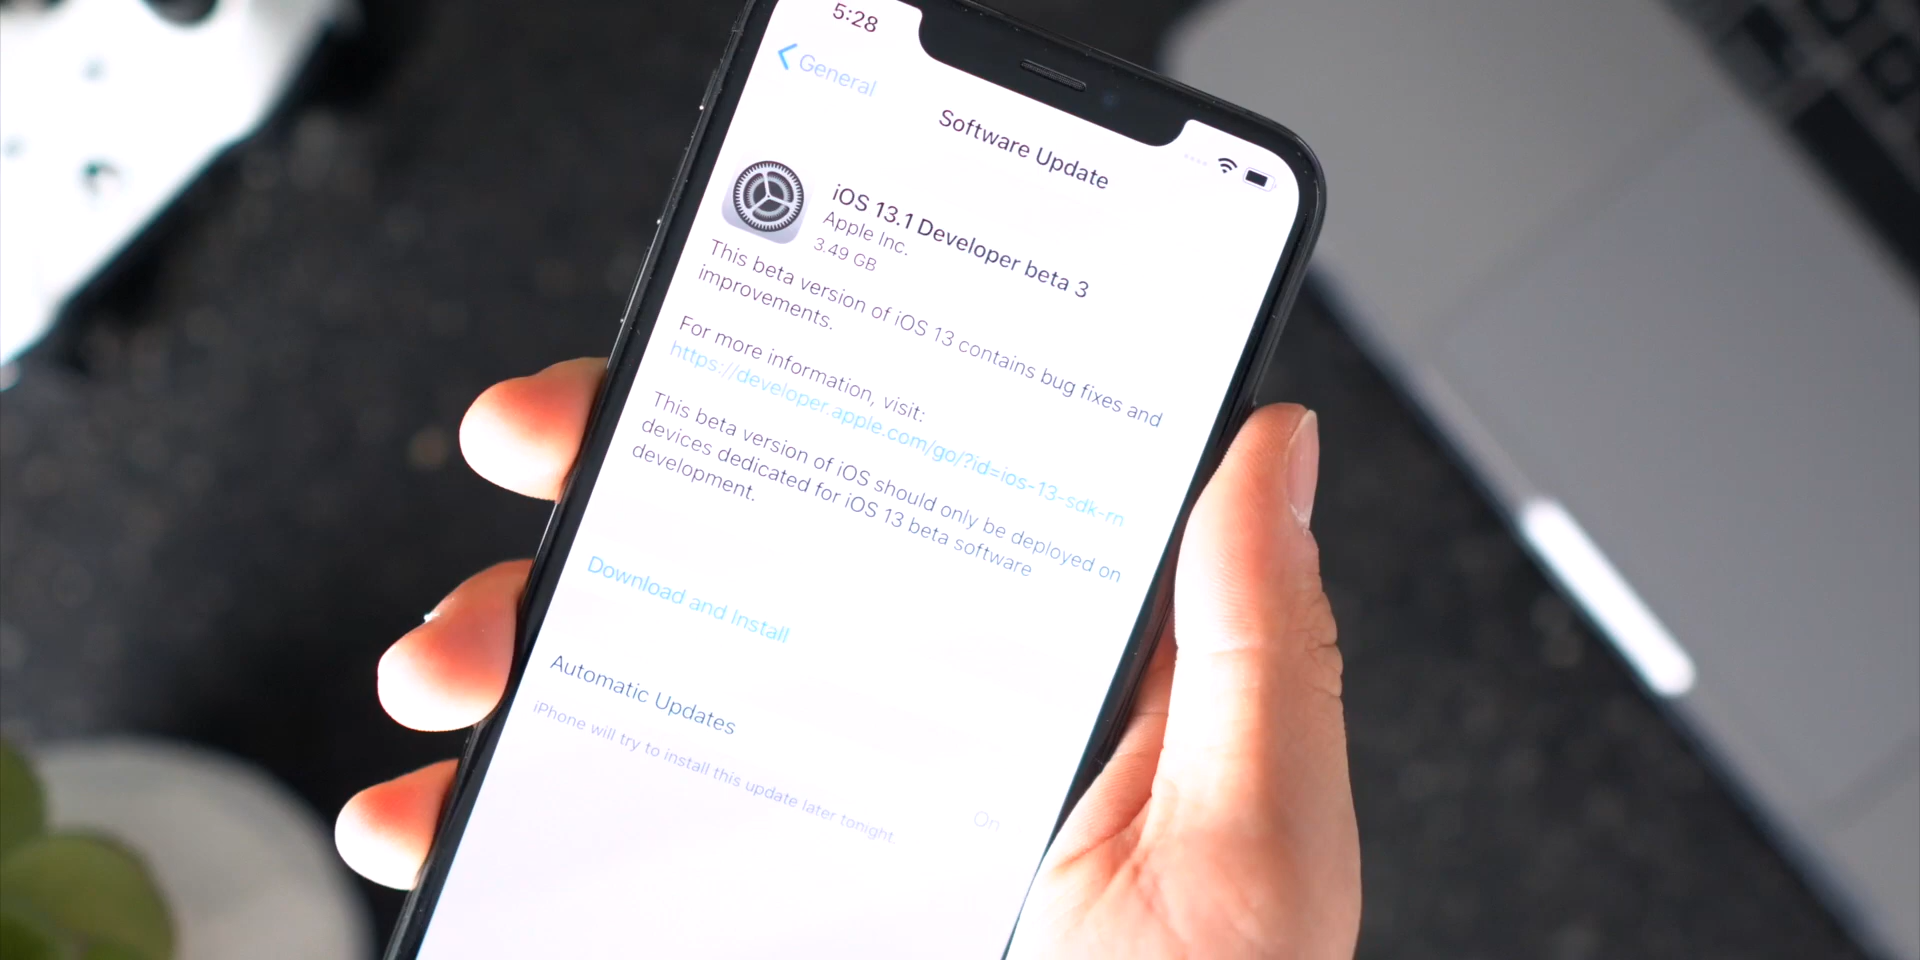 5:28
General
Software Update
iOS 13.1 Developer beta 3
Apple Inc.
3.49 GB
This beta version of iOS 13 contains bug fixes and
improvements.
For more information, visit:
https://developer.apple.com/go/?id=ios-13-sdk-rn
This beta version of iOS should only be deployed on
devices dedicated for iOS 13 beta software
development.
Download and Install
Automatic Updates
On
iPhone will try to install this update later tonight.